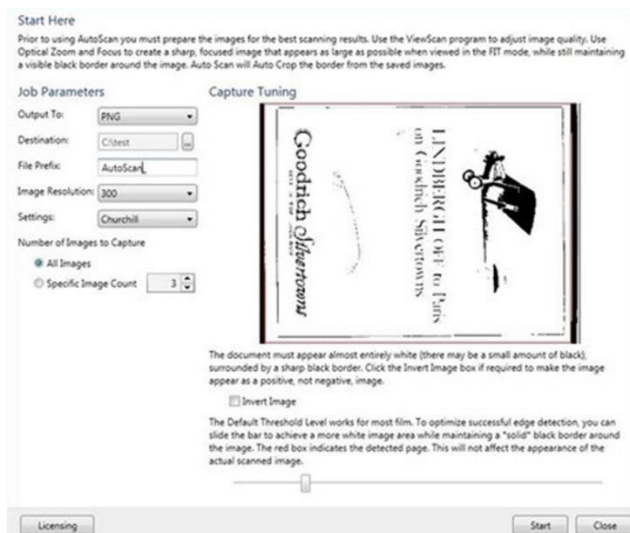 Start Here
Prior to using AutoScan you must prepare the images for the best scanning results. Use the ViewScan program to adjust image quality. Use
Optical Zoom and Focus to create a sharp, focused image that appears as large as possible when viewed in the FIT mode, while still maintaining
a visible black border around the image. Auto Scan will Auto Crop the border from the saved images.
Job Parameters
Output To: PNG
Destination: C:\test ...
File Prefix: AutoScan_
Image Resolution: 300
Settings: Churchill
Number of Images to Capture
All Images
Specific Image Count 3
Capture Tuning
LINDBERGH OFF to Paris
on Goodrich Silvertowns
Goodrich Silvertowns
The document must appear almost entirely white (there may be a small amount of black),
surrounded by a sharp black border. Click the Invert Image box if required to make the image
appear as a positive, not negative, image.
Invert Image
The Default Threshold Level works for most film. To optimize successful edge detection, you can
slide the bar to achieve a more white image area while maintaining a "solid" black border around
the image. The red box indicates the detected page. This will not affect the appearance of the
actual scanned image.
Licensing
Start
Close